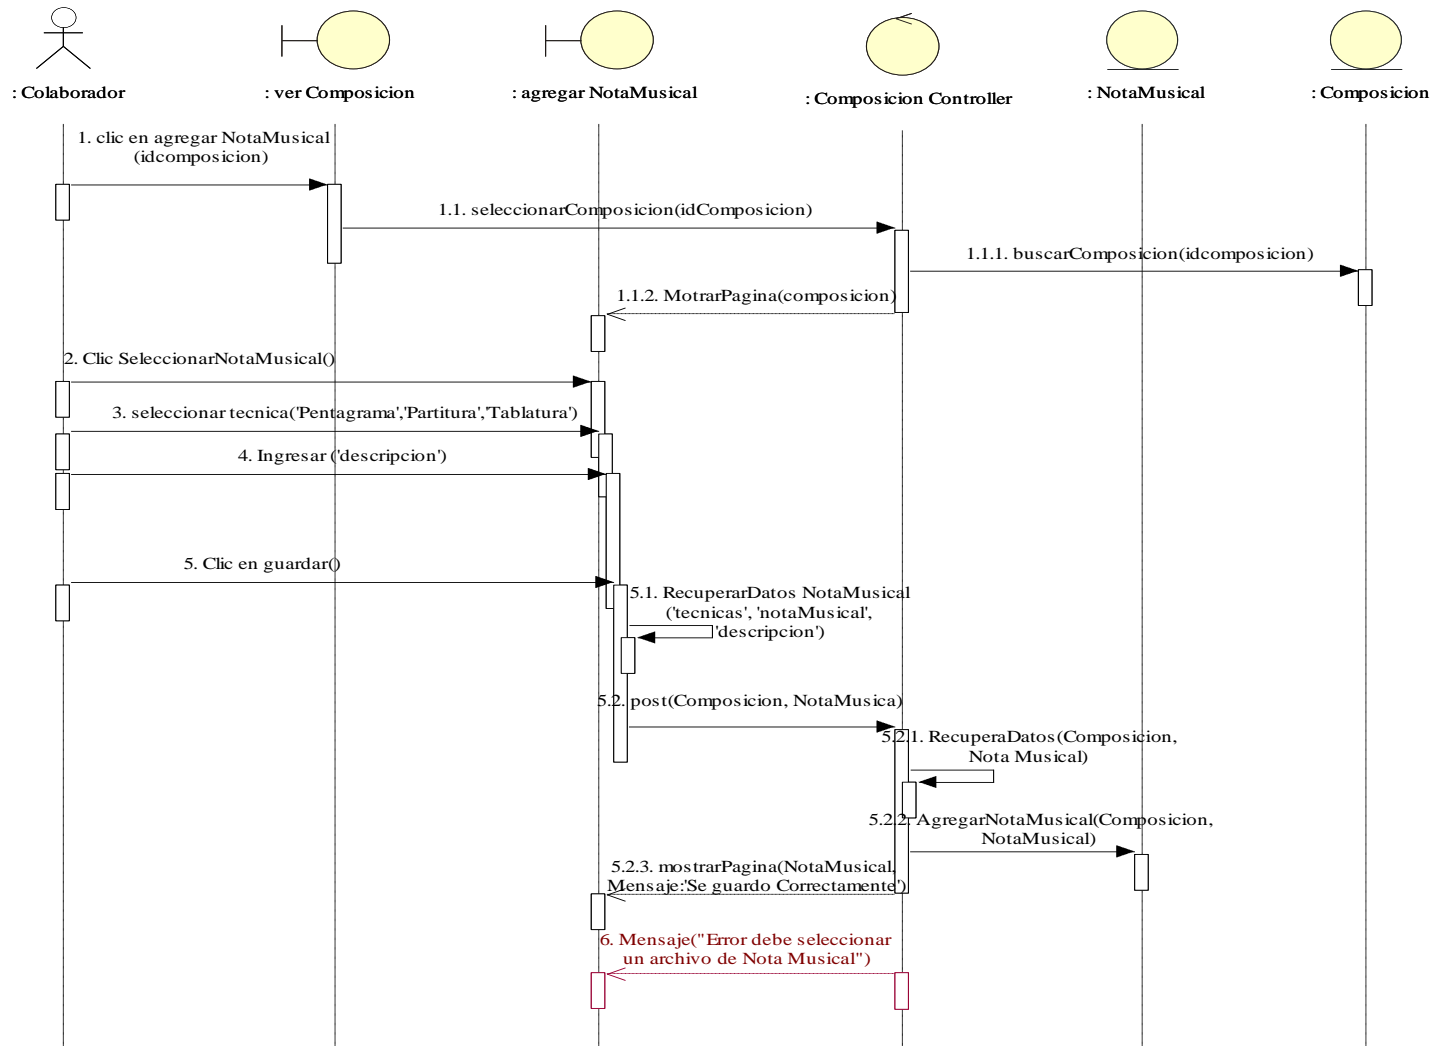 : Colaborador
: ver Composicion
: agregar NotaMusical
: Composicion Controller
: NotaMusical
: Composicion
1. clic en agregar NotaMusical
(idcomposicion)
1.1. seleccionarComposicion(idComposicion)
1.1.1. buscarComposicion(idcomposicion)
1.1.2. MotrarPagina(composicion)
2. Clic SeleccionarNotaMusical()
3. seleccionar tecnica('Pentagrama','Partitura','Tablatura')
4. Ingresar ('descripcion')
5. Clic en guardar()
5.1. RecuperarDatos NotaMusical
('tecnicas', 'notaMusical',
'descripcion')
5.2. post(Composicion, NotaMusica)
5.2.1. RecuperaDatos(Composicion,
Nota Musical)
5.2.2. AgregarNotaMusical(Composicion,
NotaMusical)
5.2.3. mostrarPagina(NotaMusical,
Mensaje:'Se guardo Correctamente')
6. Mensaje("Error debe seleccionar
un archivo de Nota Musical")